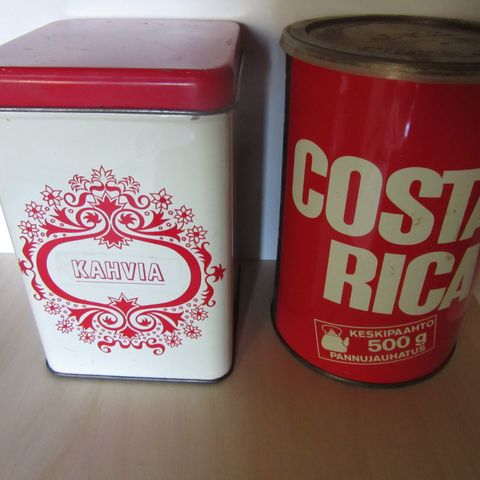 KAHVIA
COSTA
RICA
KESKIPAAHTO
500 g
PANNUJAUHATUS